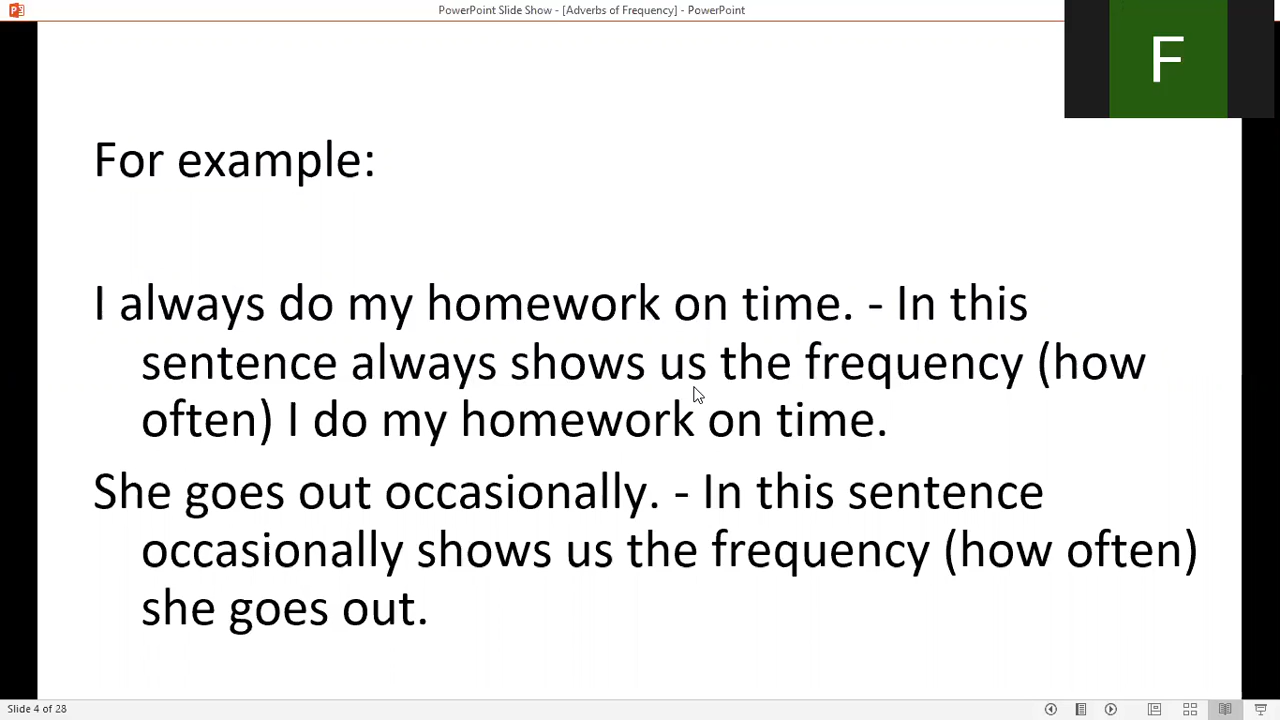 PowerPoint Slide Show - [Adverbs of Frequency] - PowerPoint
F
For example:
I always do my homework on time. - In this
sentence always shows us the frequency (how
often) I do my homework on time.
She goes out occasionally. - In this sentence
occasionally shows us the frequency (how often)
she goes out.
Slide 4 of 28